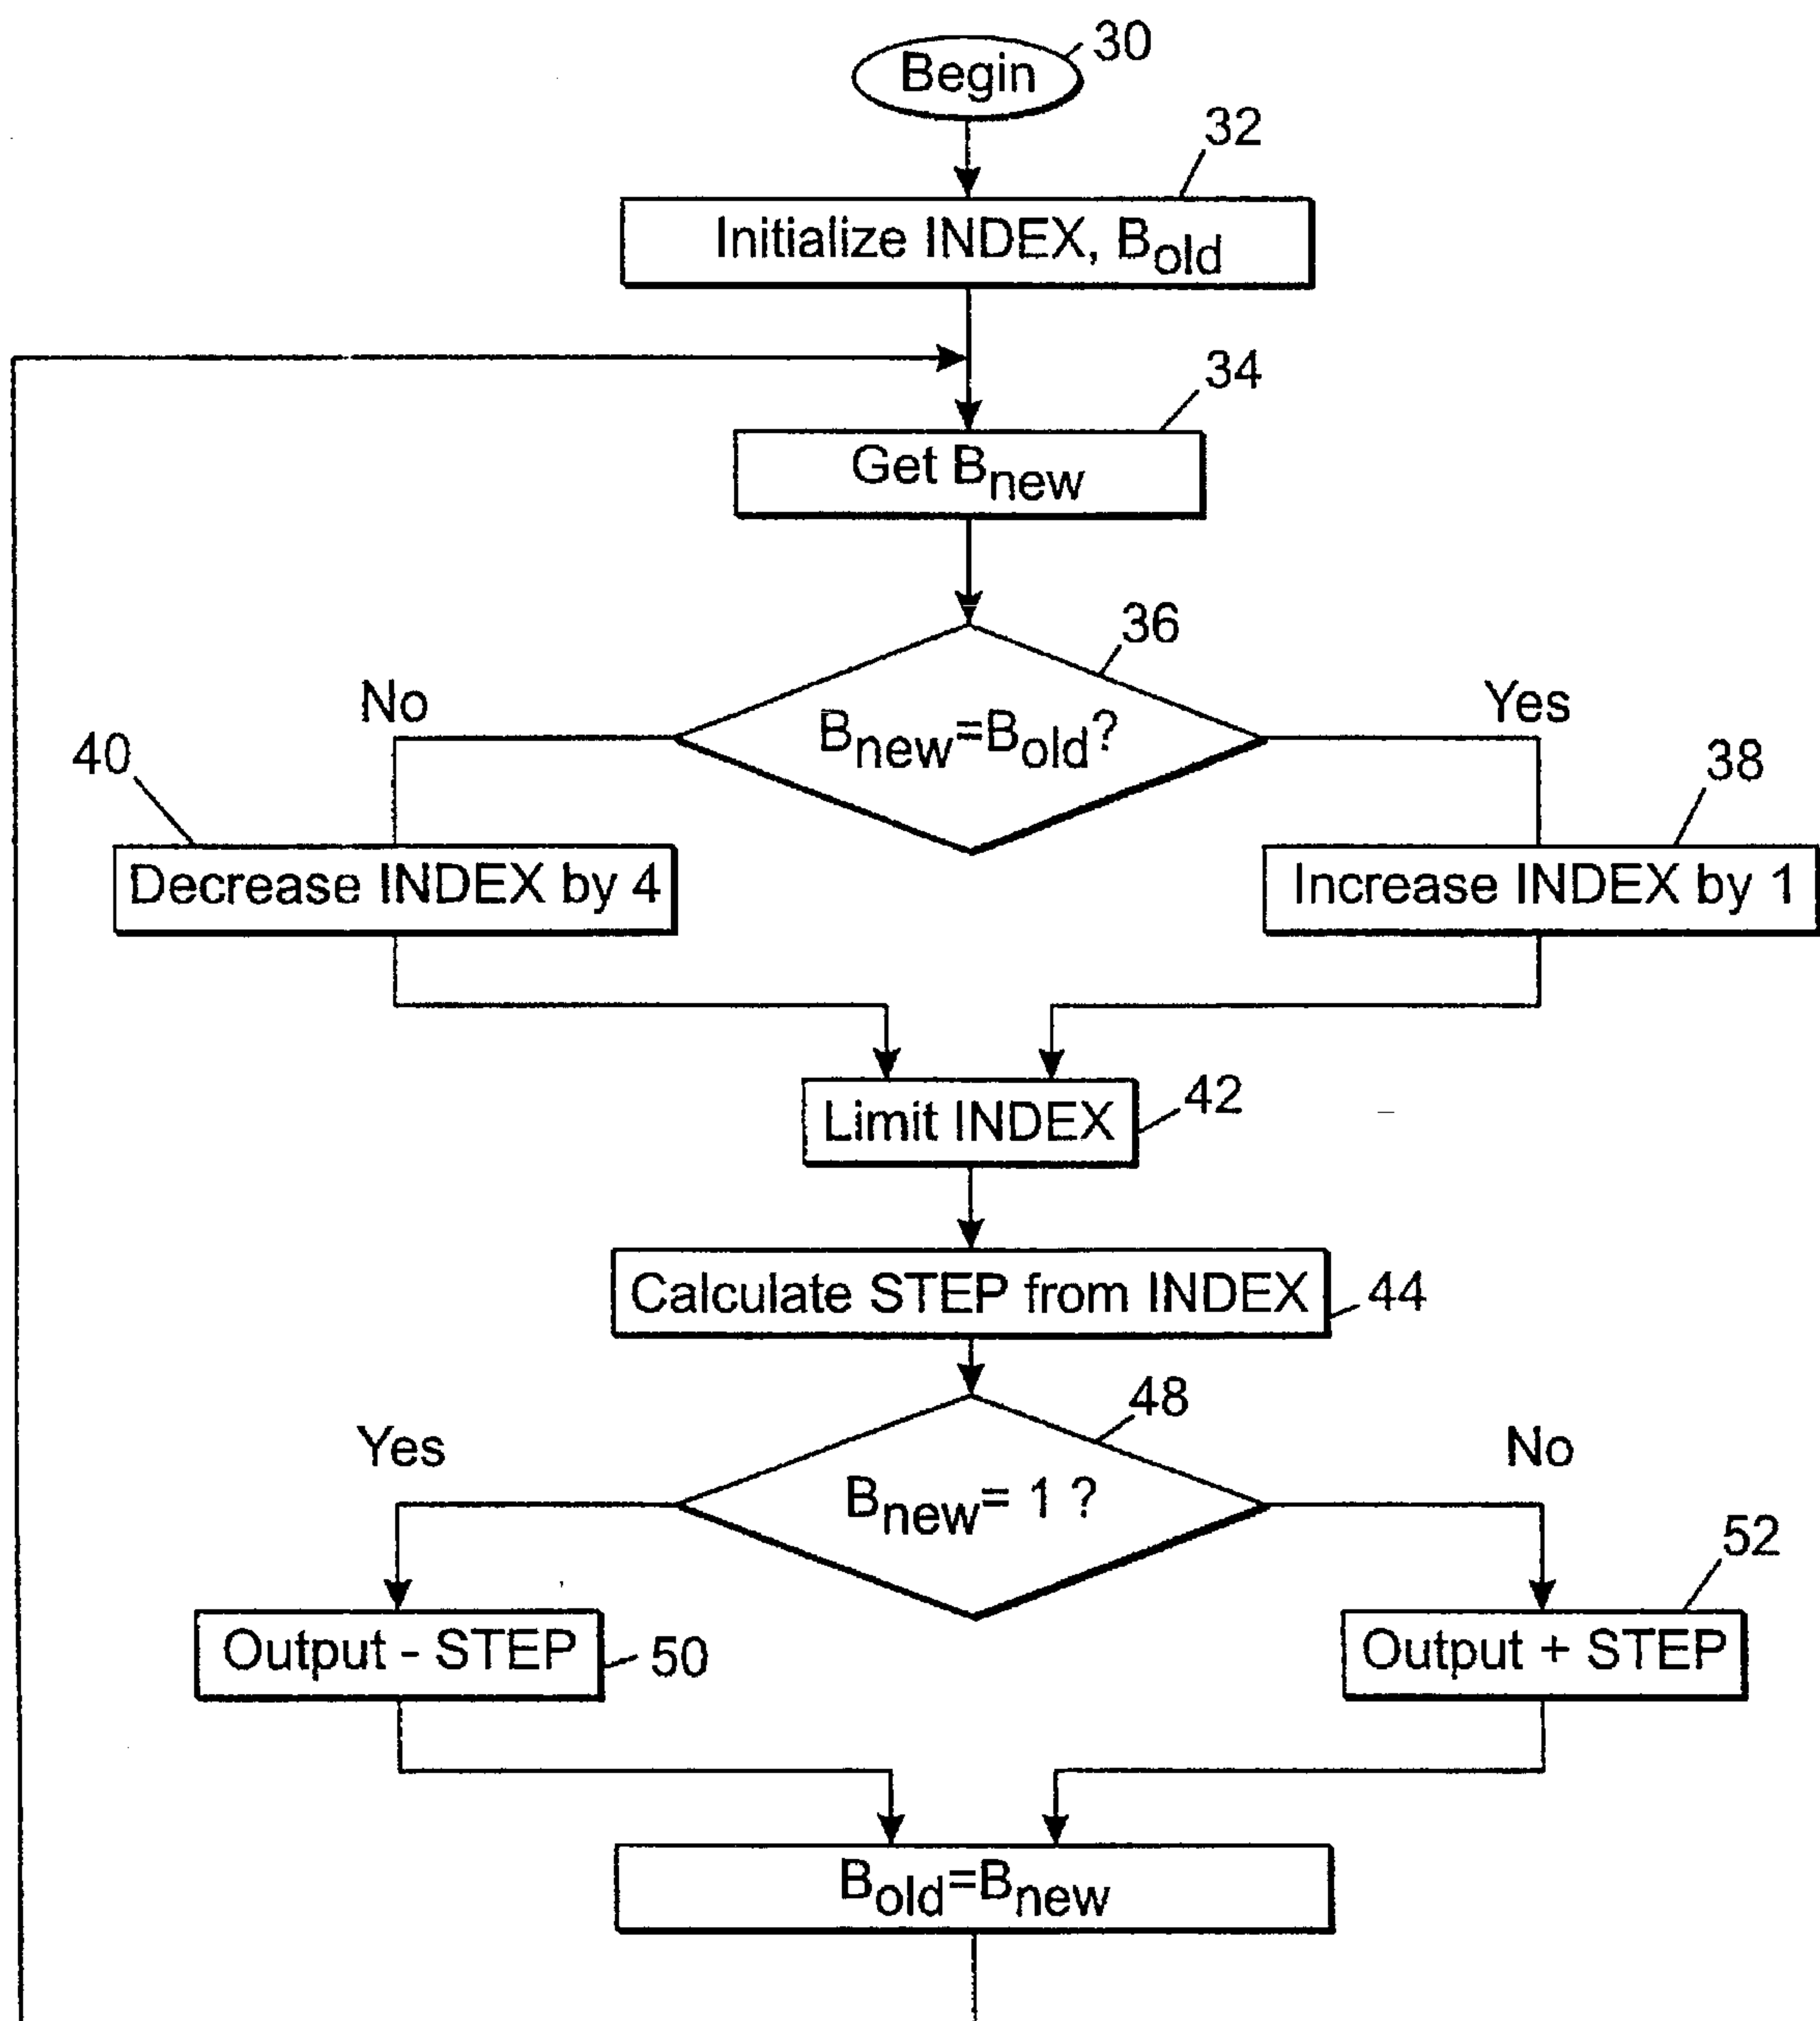 Begin
30
32
Initialize INDEX, Bold
34
Get Bnew
36
No
Yes
Bnew=Bold?
40
38
Decrease INDEX by 4
Increase INDEX by 1
Limit INDEX
42
Calculate STEP from INDEX
44
48
Yes
No
Bnew= 1 ?
52
Output - STEP
50
Output + STEP
Bold=Bnew